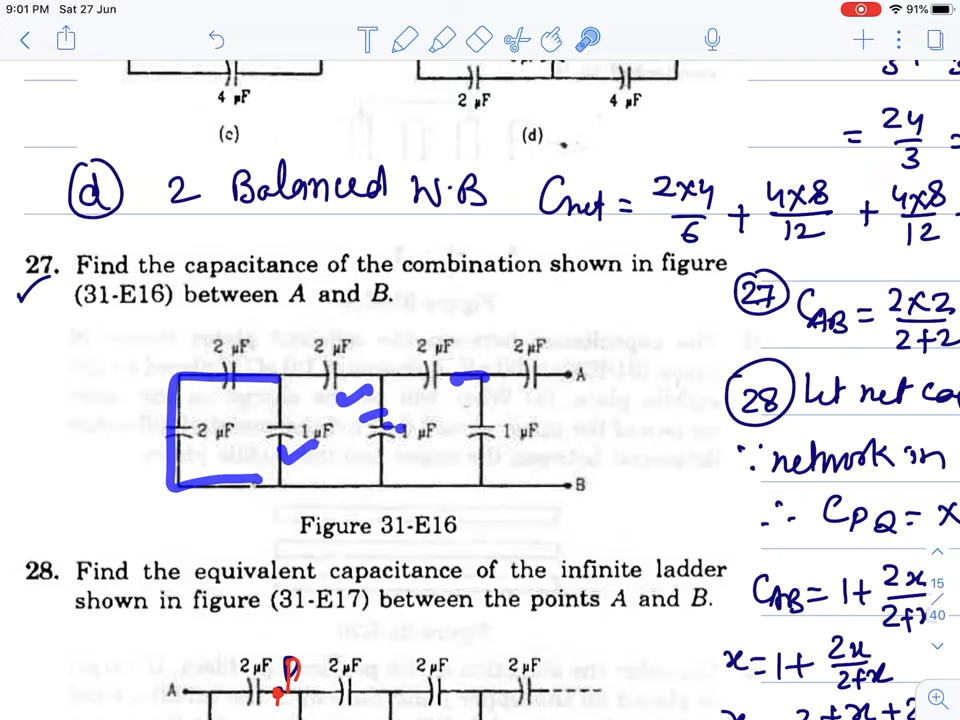 9:01 PM Sat 27 Jun
91%
4 μF
2 μF
4 μF
(c)
(d)
= 24/3 =
(d) 2 Balanced W.B Cnet = 2×4/6 + 4×8/12 + 4×8/12
27. Find the capacitance of the combination shown in figure
(31-E16) between A and B.
(27) CAB = 2×2/2+2
2 μF 2 μF 2 μF 2 μF A
2 μF 1 μF 1 μF 1 μF
B
Figure 31-E16
(28) Let net
∵ network in
∴ CPQ = x
28. Find the equivalent capacitance of the infinite ladder
shown in figure (31-E17) between the points A and B.
CAB = 1 + 2x/2+x
15/40
x = 1 + 2x/2+x
2 μF P 2 μF 2 μF 2 μF
A